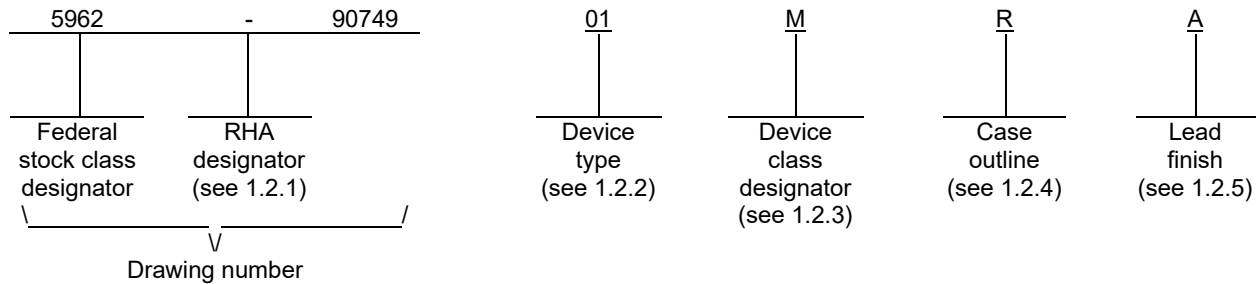 5962 - 90749 01 M R A
Federal stock class designator
RHA designator (see 1.2.1)
Device type (see 1.2.2)
Device class designator (see 1.2.3)
Case outline (see 1.2.4)
Lead finish (see 1.2.5)
Drawing number